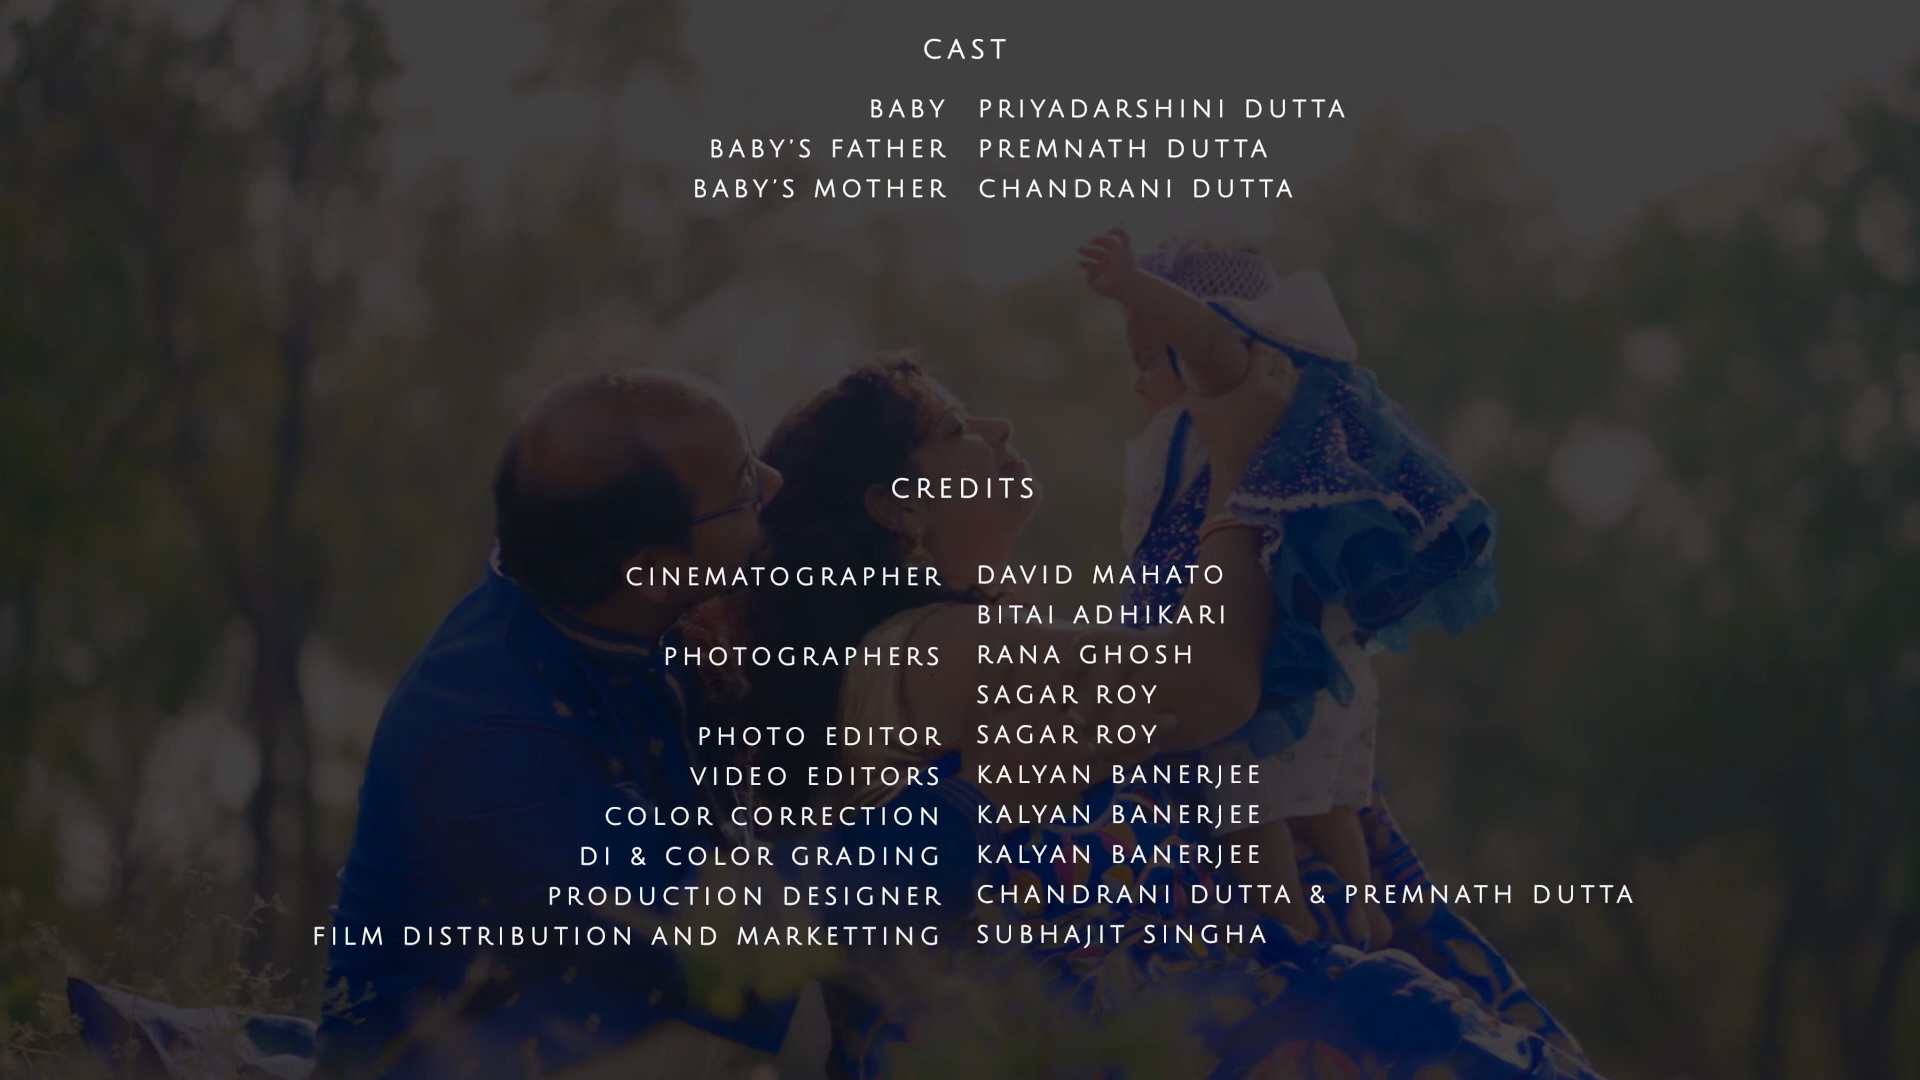 CAST
BABY PRIYADARSHINI DUTTA
BABY'S FATHER PREMNATH DUTTA
BABY'S MOTHER CHANDRANI DUTTA
CREDITS
CINEMATOGRAPHER DAVID MAHATO
BITAI ADHIKARI
PHOTOGRAPHERS RANA GHOSH
SAGAR ROY
PHOTO EDITOR SAGAR ROY
VIDEO EDITORS KALYAN BANERJEE
COLOR CORRECTION KALYAN BANERJEE
DI & COLOR GRADING KALYAN BANERJEE
PRODUCTION DESIGNER CHANDRANI DUTTA & PREMNATH DUTTA
FILM DISTRIBUTION AND MARKETTING SUBHAJIT SINGHA